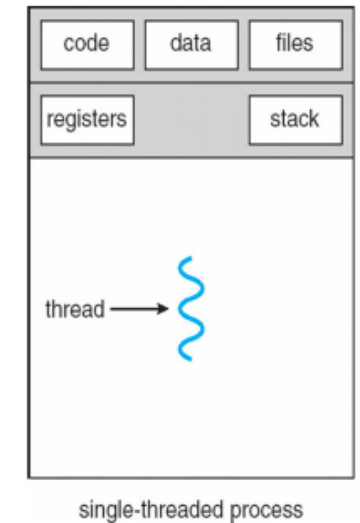 code data files
registers stack
thread
single-threaded process